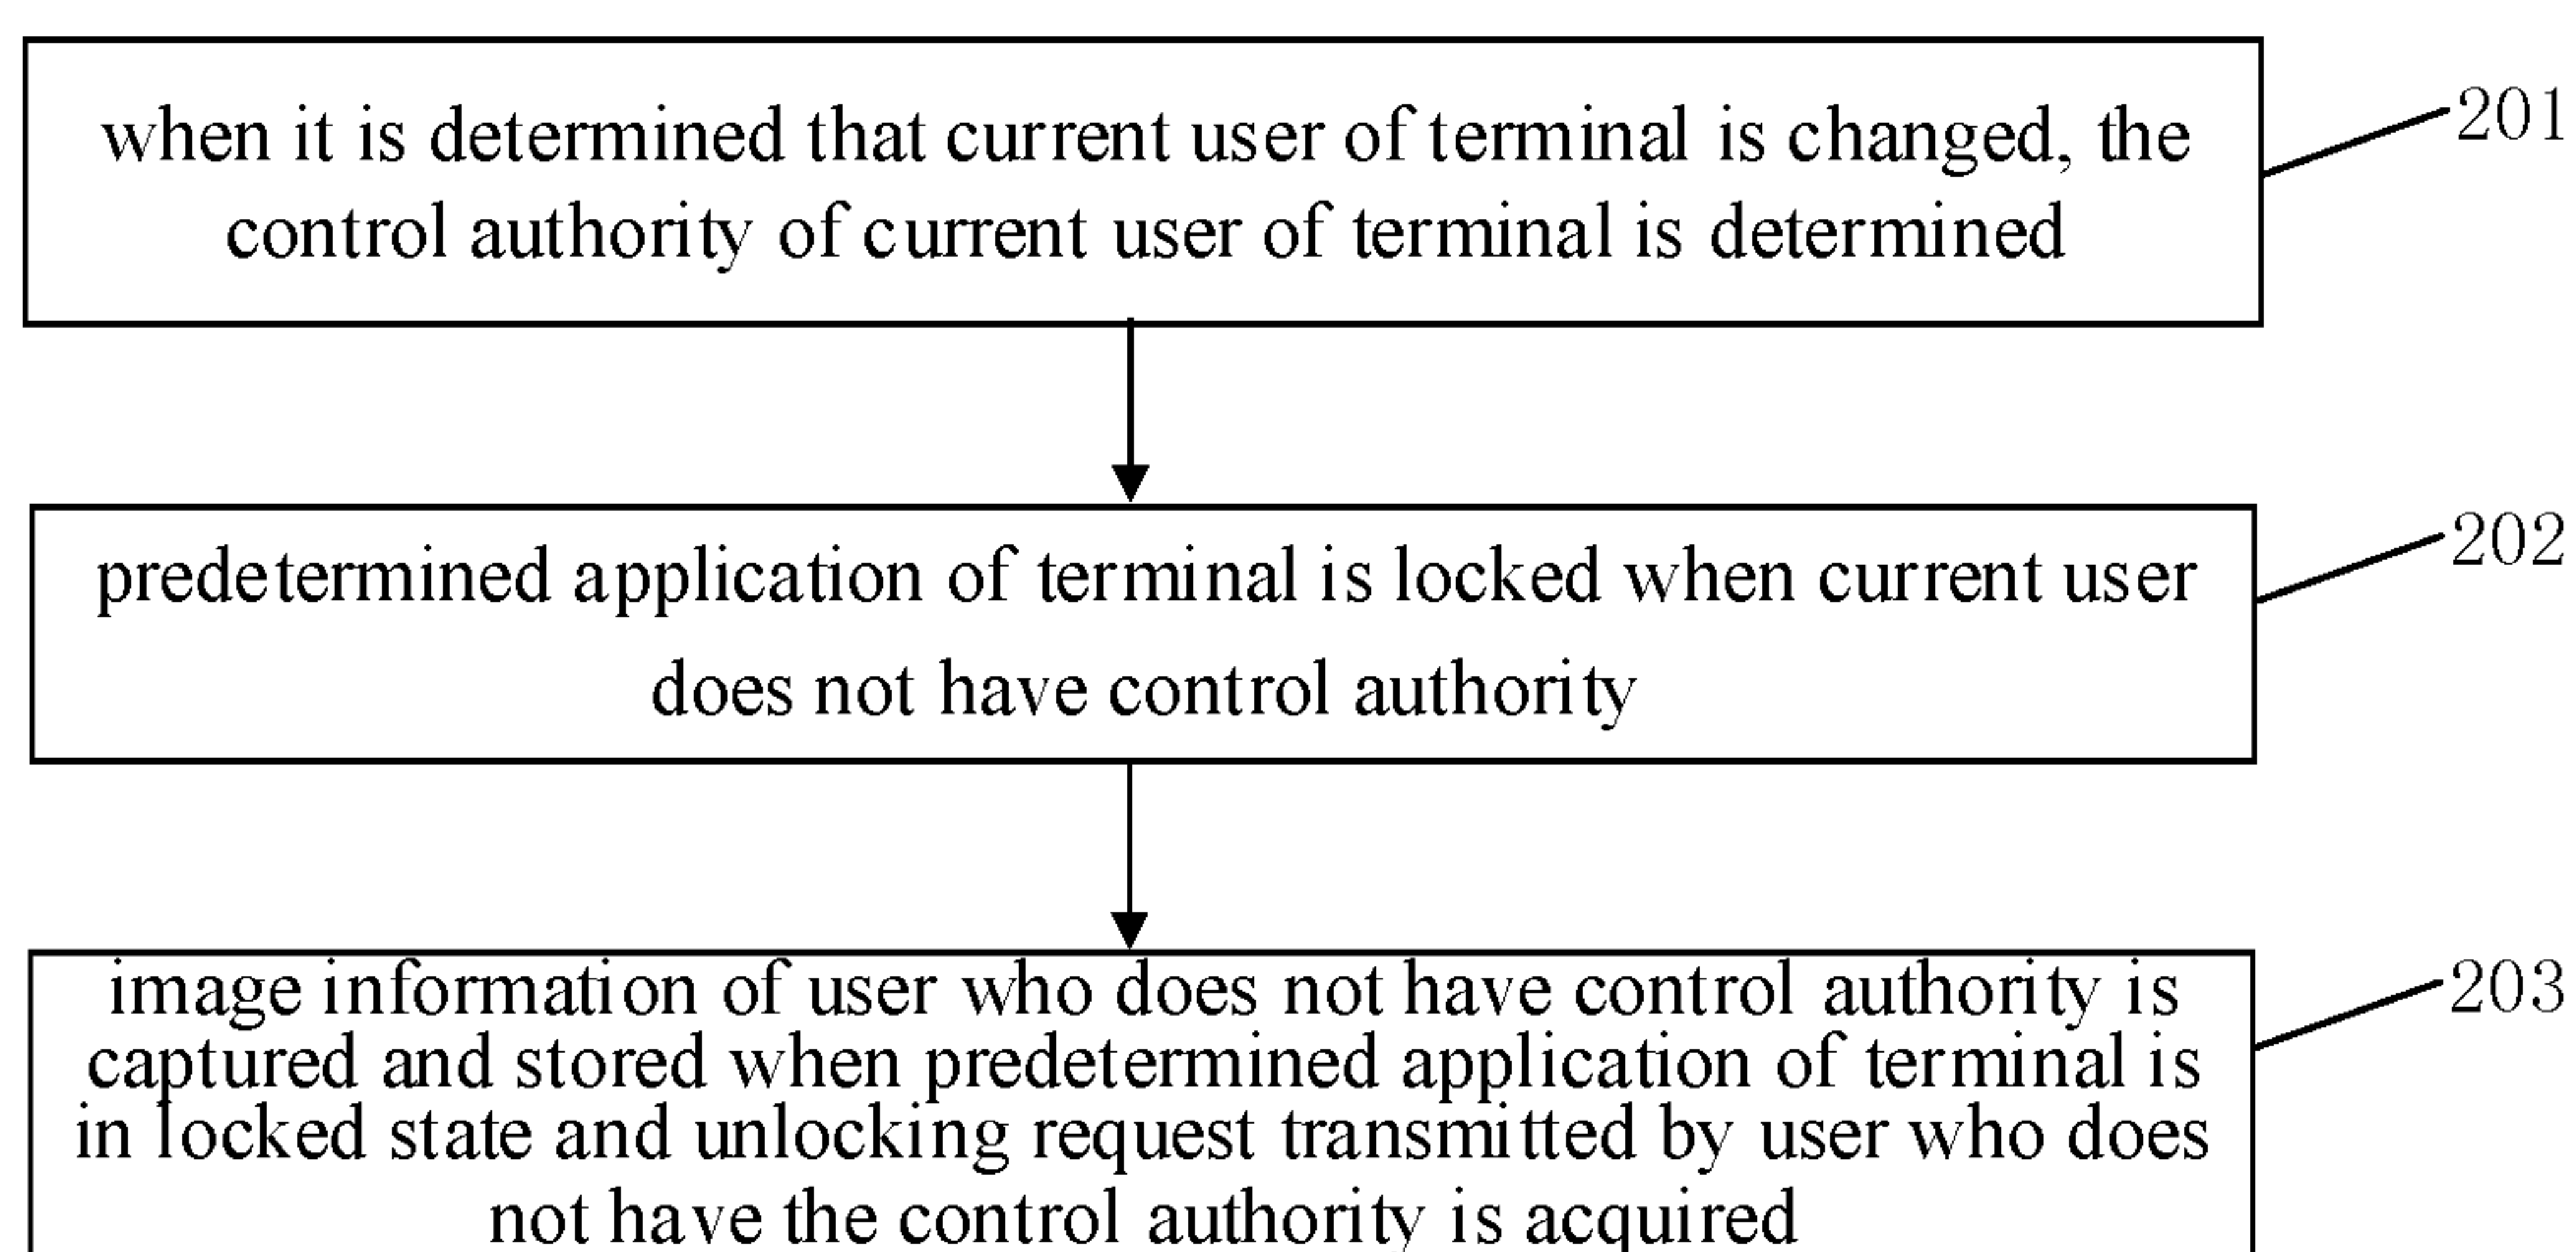 when it is determined that current user of terminal is changed, the
control authority of current user of terminal is determined
201
predetermined application of terminal is locked when current user
does not have control authority
202
image information of user who does not have control authority is
captured and stored when predetermined application of terminal is
in locked state and unlocking request transmitted by user who does
not have the control authority is acquired
203